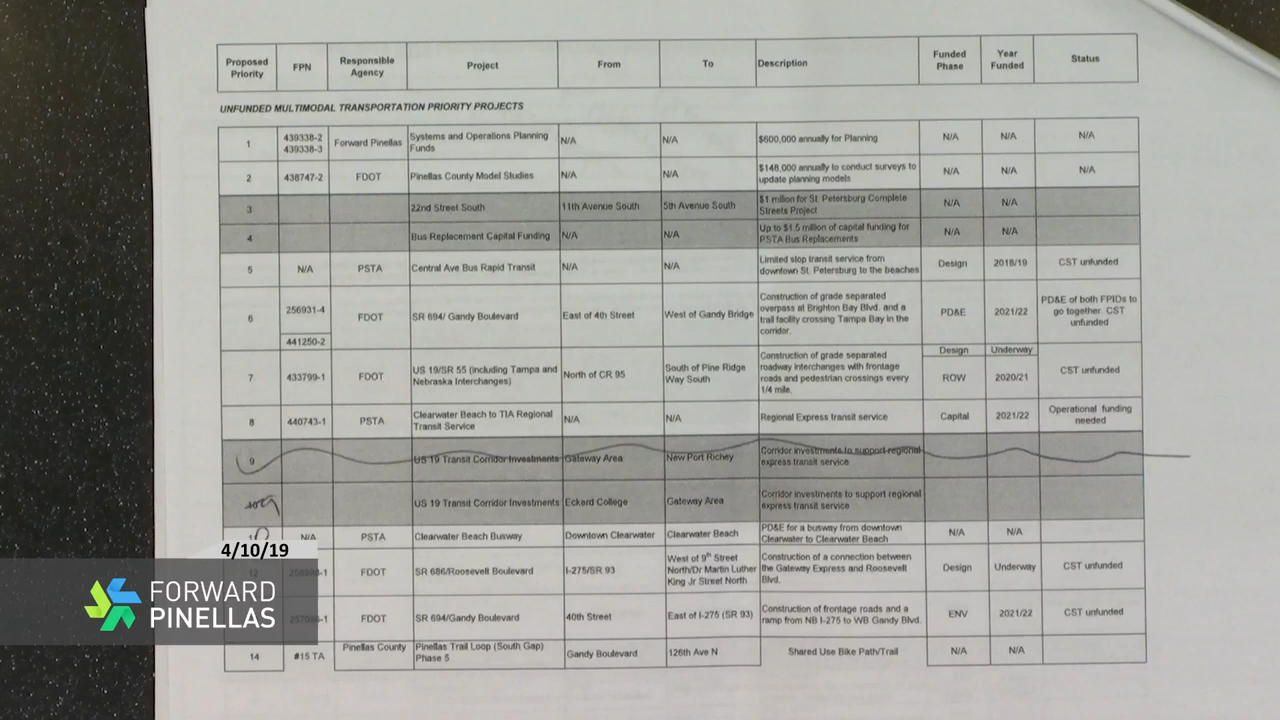 Proposed Priority FPN Responsible Agency Project From To Description Funded Phase Year Funded Status
UNFUNDED MULTIMODAL TRANSPORTATION PRIORITY PROJECTS
1 439338-2 439338-3 Forward Pinellas Systems and Operations Planning Funds N/A N/A $600,000 annually for Planning N/A N/A N/A
2 438747-2 FDOT Pinellas County Model Studies N/A N/A $148,000 annually to conduct surveys to update planning models N/A N/A N/A
3 22nd Street South 11th Avenue South 5th Avenue South $1 million for St. Petersburg Complete Streets Project N/A N/A
4 Bus Replacement Capital Funding N/A N/A Up to $1.5 million of capital funding for PSTA Bus Replacements N/A N/A
5 N/A PSTA Central Ave Bus Rapid Transit N/A N/A Limited stop transit service from downtown St. Petersburg to the beaches Design 2018/19 CST unfunded
6 256931-4 441250-2 FDOT SR 694/ Gandy Boulevard East of 4th Street West of Gandy Bridge Construction of grade separated overpass at Brighton Bay Blvd. and a trail facility crossing Tampa Bay in the corridor. PD&E 2021/22 PD&E of both FPIDs to go together. CST unfunded
7 433799-1 FDOT US 19/SR 55 (including Tampa and Nebraska Interchanges) North of CR 95 South of Pine Ridge Way South Construction of grade separated roadway interchanges with frontage roads and pedestrian crossings every 1/4 mile. Design Underway ROW 2020/21 CST unfunded
8 440743-1 PSTA Clearwater Beach to TIA Regional Transit Service N/A N/A Regional Express transit service Capital 2021/22 Operational funding needed
9 US 19 Transit Corridor Investments Gateway Area New Port Richey Corridor investments to support regional express transit service
9 US 19 Transit Corridor Investments Eckerd College Gateway Area Corridor investments to support regional express transit service
10 N/A PSTA Clearwater Beach Busway Downtown Clearwater Clearwater Beach PD&E for a busway from downtown Clearwater to Clearwater Beach N/A N/A
12 FDOT SR 686/Roosevelt Boulevard I-275/SR 93 West of 9th Street North/Dr Martin Luther King Jr Street North Construction of a connection between the Gateway Express and Roosevelt Blvd. Design Underway CST unfunded
FDOT SR 694/Gandy Boulevard 40th Street East of I-275 (SR 93) Construction of frontage roads and a ramp from NB I-275 to WB Gandy Blvd. ENV 2021/22 CST unfunded
14 #15 TA Pinellas County Pinellas Trail Loop (South Gap) Phase 5 Gandy Boulevard 126th Ave N Shared Use Bike Path/Trail N/A N/A
4/10/19
FORWARD
PINELLAS